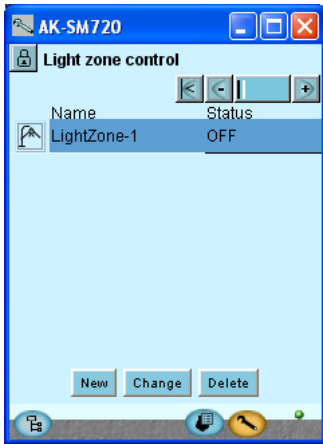 AK-SM720
Light zone control
Name Status
LightZone-1 OFF
New Change Delete